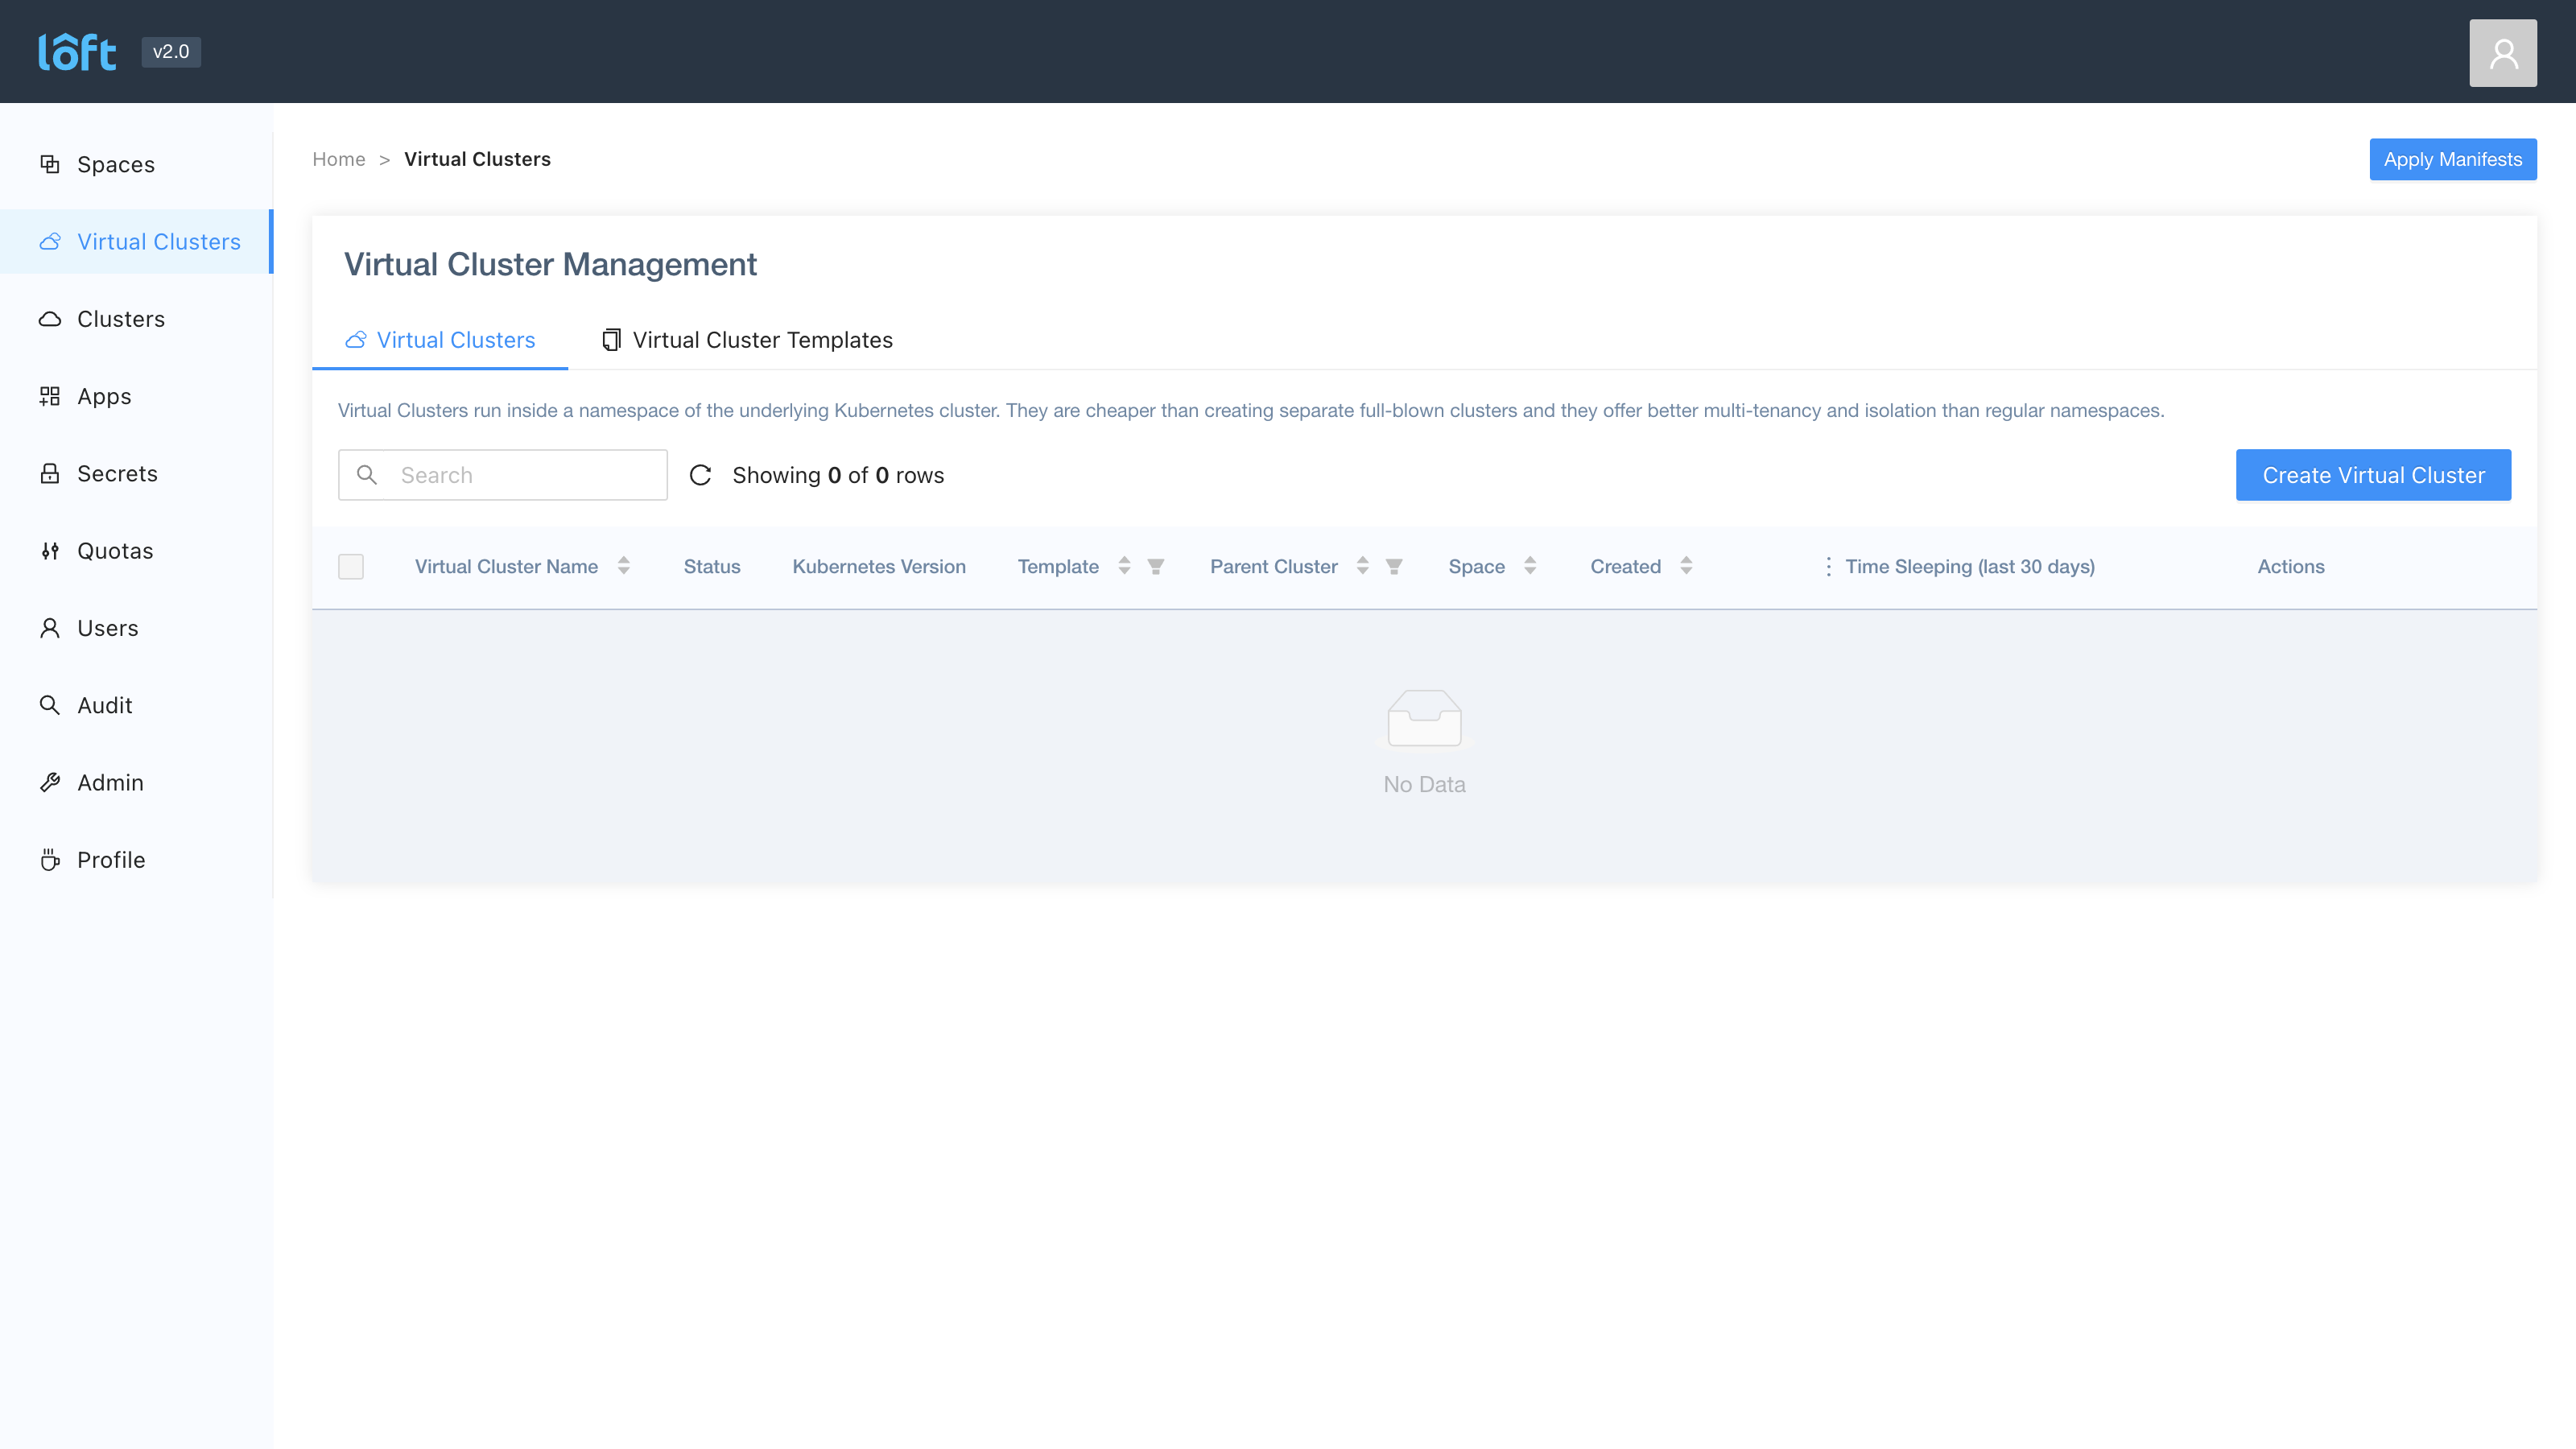 lôft v2.0
Spaces
Virtual Clusters
Clusters
Apps
Secrets
Quotas
Users
Audit
Admin
Profile
Home > Virtual Clusters
Apply Manifests
Virtual Cluster Management
Virtual Clusters Virtual Cluster Templates
Virtual Clusters run inside a namespace of the underlying Kubernetes cluster. They are cheaper than creating separate full-blown clusters and they offer better multi-tenancy and isolation than regular namespaces.
Search Showing 0 of 0 rows Create Virtual Cluster
Virtual Cluster Name Status Kubernetes Version Template Parent Cluster Space Created Time Sleeping (last 30 days) Actions
No Data